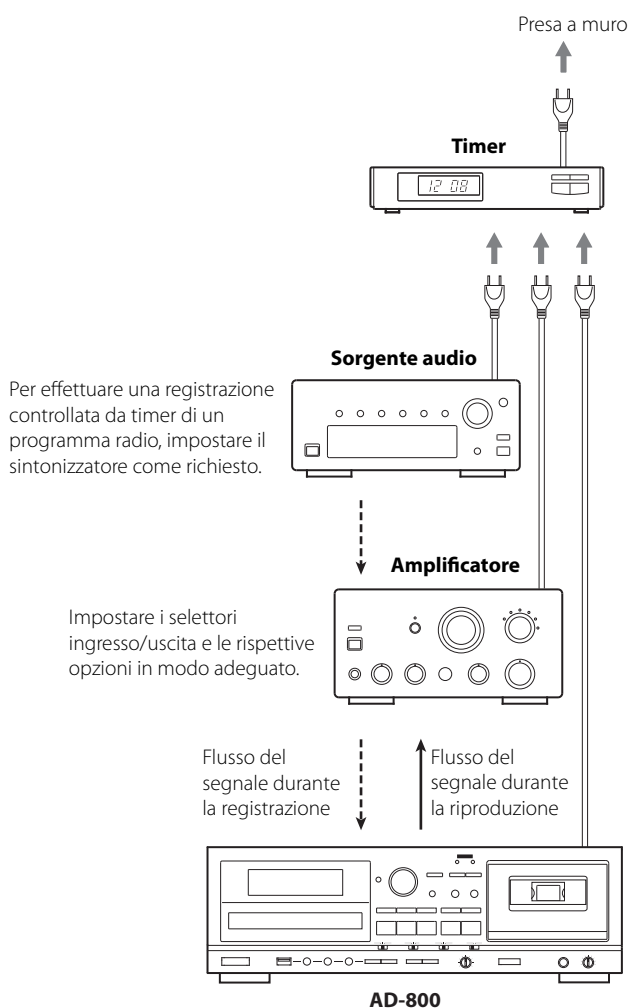 Presa a muro
Timer
12 08
Sorgente audio
Per effettuare una registrazione
controllata da timer di un
programma radio, impostare il
sintonizzatore come richiesto.
Amplificatore
Impostare i selettori
ingresso/uscita e le rispettive
opzioni in modo adeguato.
Flusso del
segnale durante
la registrazione
Flusso del
segnale durante
la riproduzione
AD-800